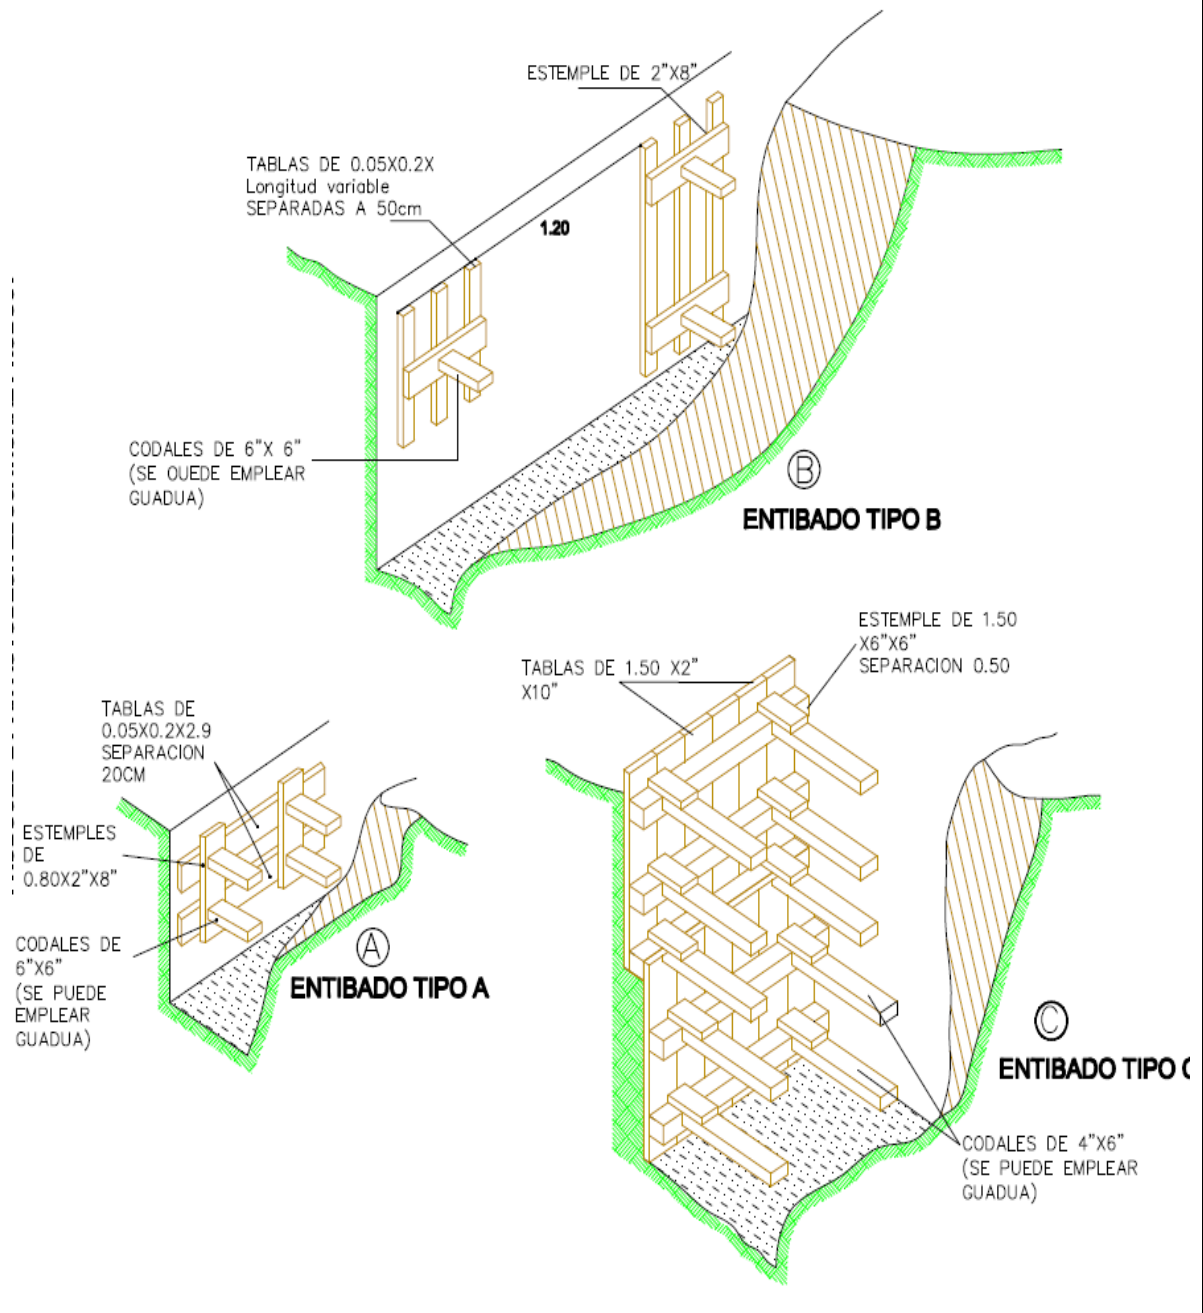 ESTEMPLE DE 2"X8"
TABLAS DE 0.05X0.2X
Longitud variable
SEPARADAS A 50cm
1.20
CODALES DE 6"X 6"
(SE OUEDE EMPLEAR
GUADUA)
B
ENTIBADO TIPO B
ESTEMPLE DE 1.50
X6"X6"
SEPARACION 0.50
TABLAS DE 1.50 X2"
X10"
TABLAS DE
0.05X0.2X2.9
SEPARACION
20CM
ESTEMPLES
DE
0.80X2"X8"
CODALES DE
6"X6"
(SE PUEDE
EMPLEAR
GUADUA)
A
ENTIBADO TIPO A
C
ENTIBADO TIPO C
CODALES DE 4"X6"
(SE PUEDE EMPLEAR
GUADUA)